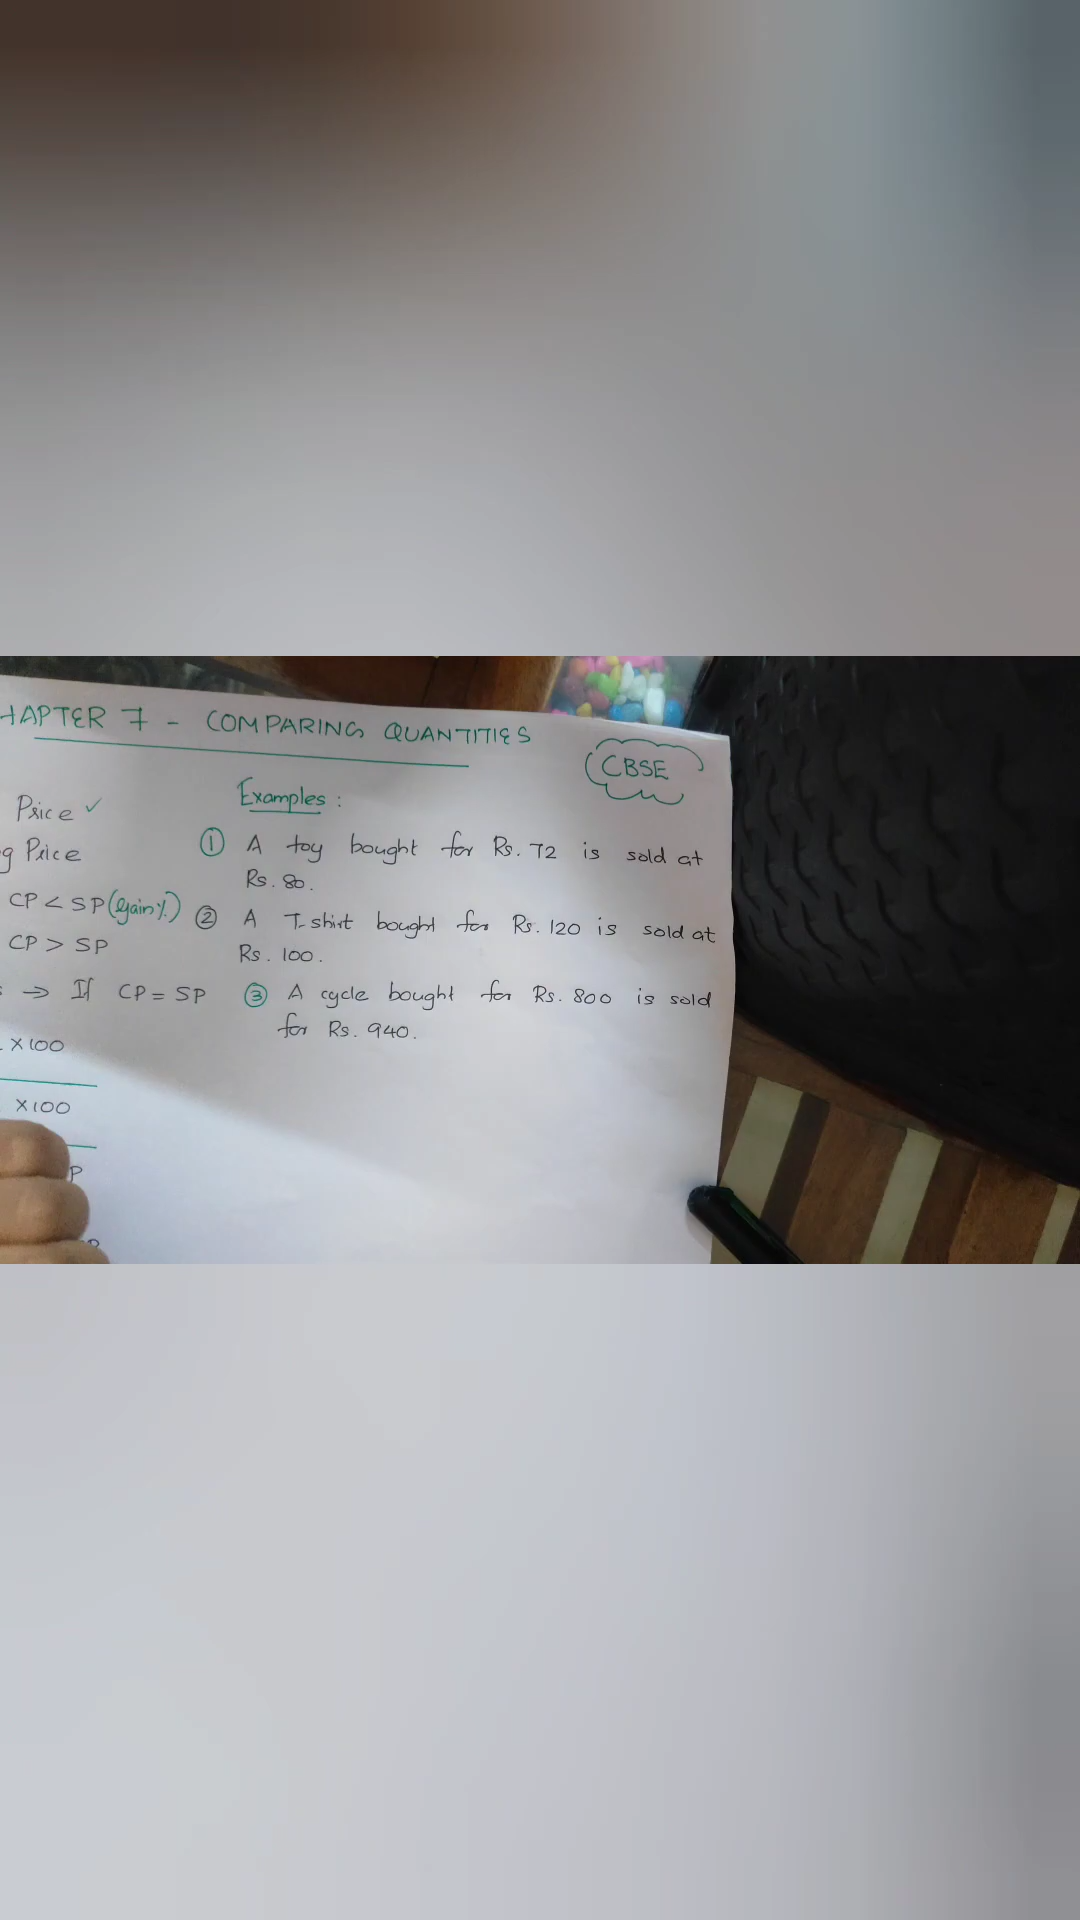 HAPTER 7 - COMPARING QUANTITIES
CBSE
Price ✓
g Price
CP < SP (gain%)
CP > SP
s ⇒ If CP = SP
X100
X100
P
Examples :
① A toy bought for Rs. 72 is sold at
Rs. 80.
② A T-shirt bought for Rs. 120 is sold at
Rs. 100.
③ A cycle bought for Rs. 800 is sold
for Rs. 940.